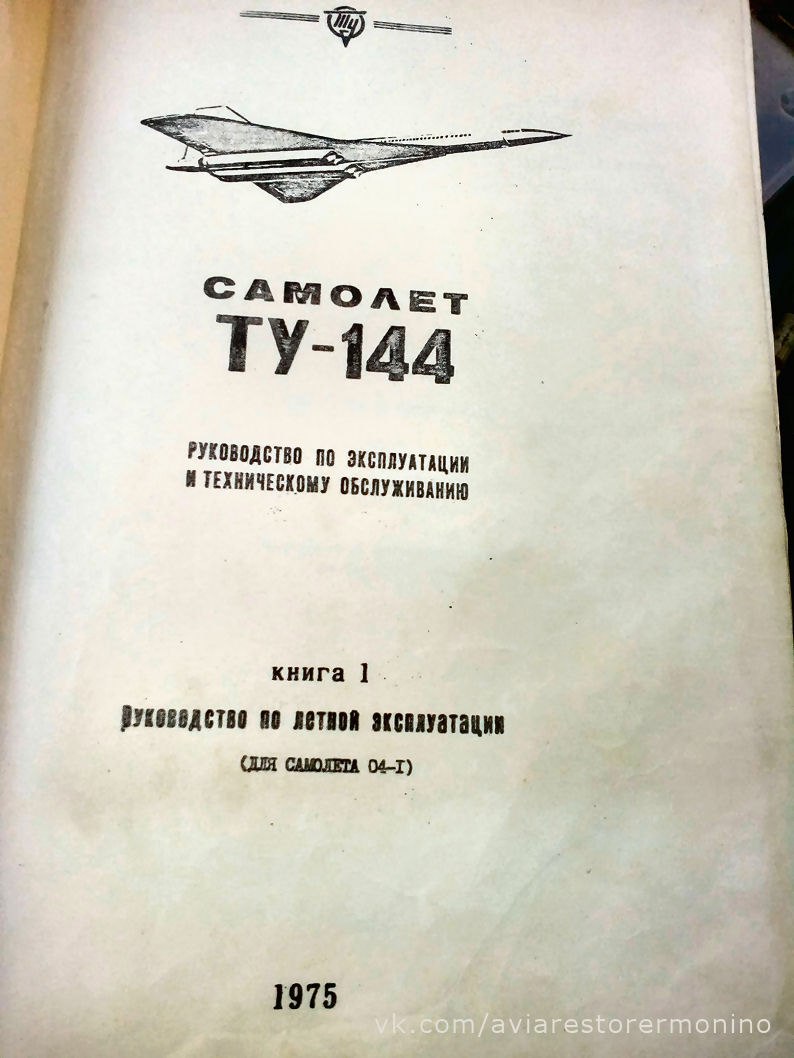 Ту
САМОЛЕТ
ТУ-144
РУКОВОДСТВО ПО ЭКСПЛУАТАЦИИ
И ТЕХНИЧЕСКОМУ ОБСЛУЖИВАНИЮ
книга 1
Руководство по летной эксплуатации
(ДЛЯ САМОЛЕТА 04-I)
1975
vk.com/aviarestorermonino